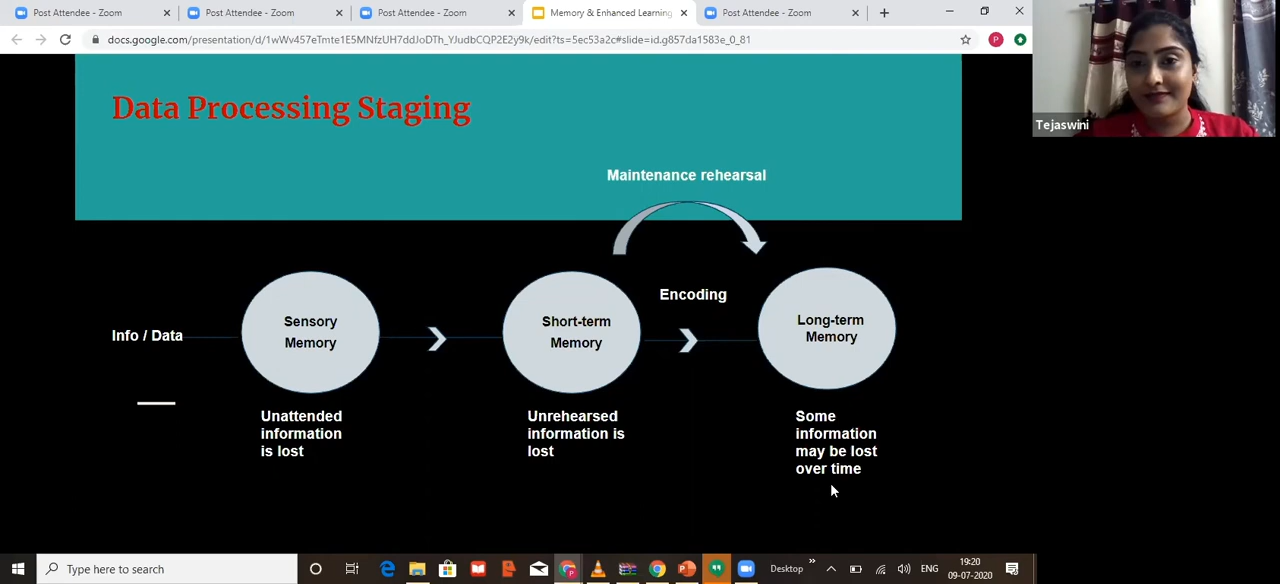 Post Attendee - Zoom
Post Attendee - Zoom
Post Attendee - Zoom
Memory & Enhanced Learning
Post Attendee - Zoom
docs.google.com/presentation/d/1wWv457eTmte1E5MNfzUH7ddJoDTh_YJudbCQP2E2y9k/edit?ts=5ec53a2c#slide=id.g857da1583e_0_81
P
Tejaswini
Data Processing Staging
Maintenance rehearsal
Encoding
Info / Data
Sensory
Memory
Short-term
Memory
Long-term
Memory
Unattended
information
is lost
Unrehearsed
information is
lost
Some
information
may be lost
over time
Type here to search
Desktop
ENG
19:20
09-07-2020